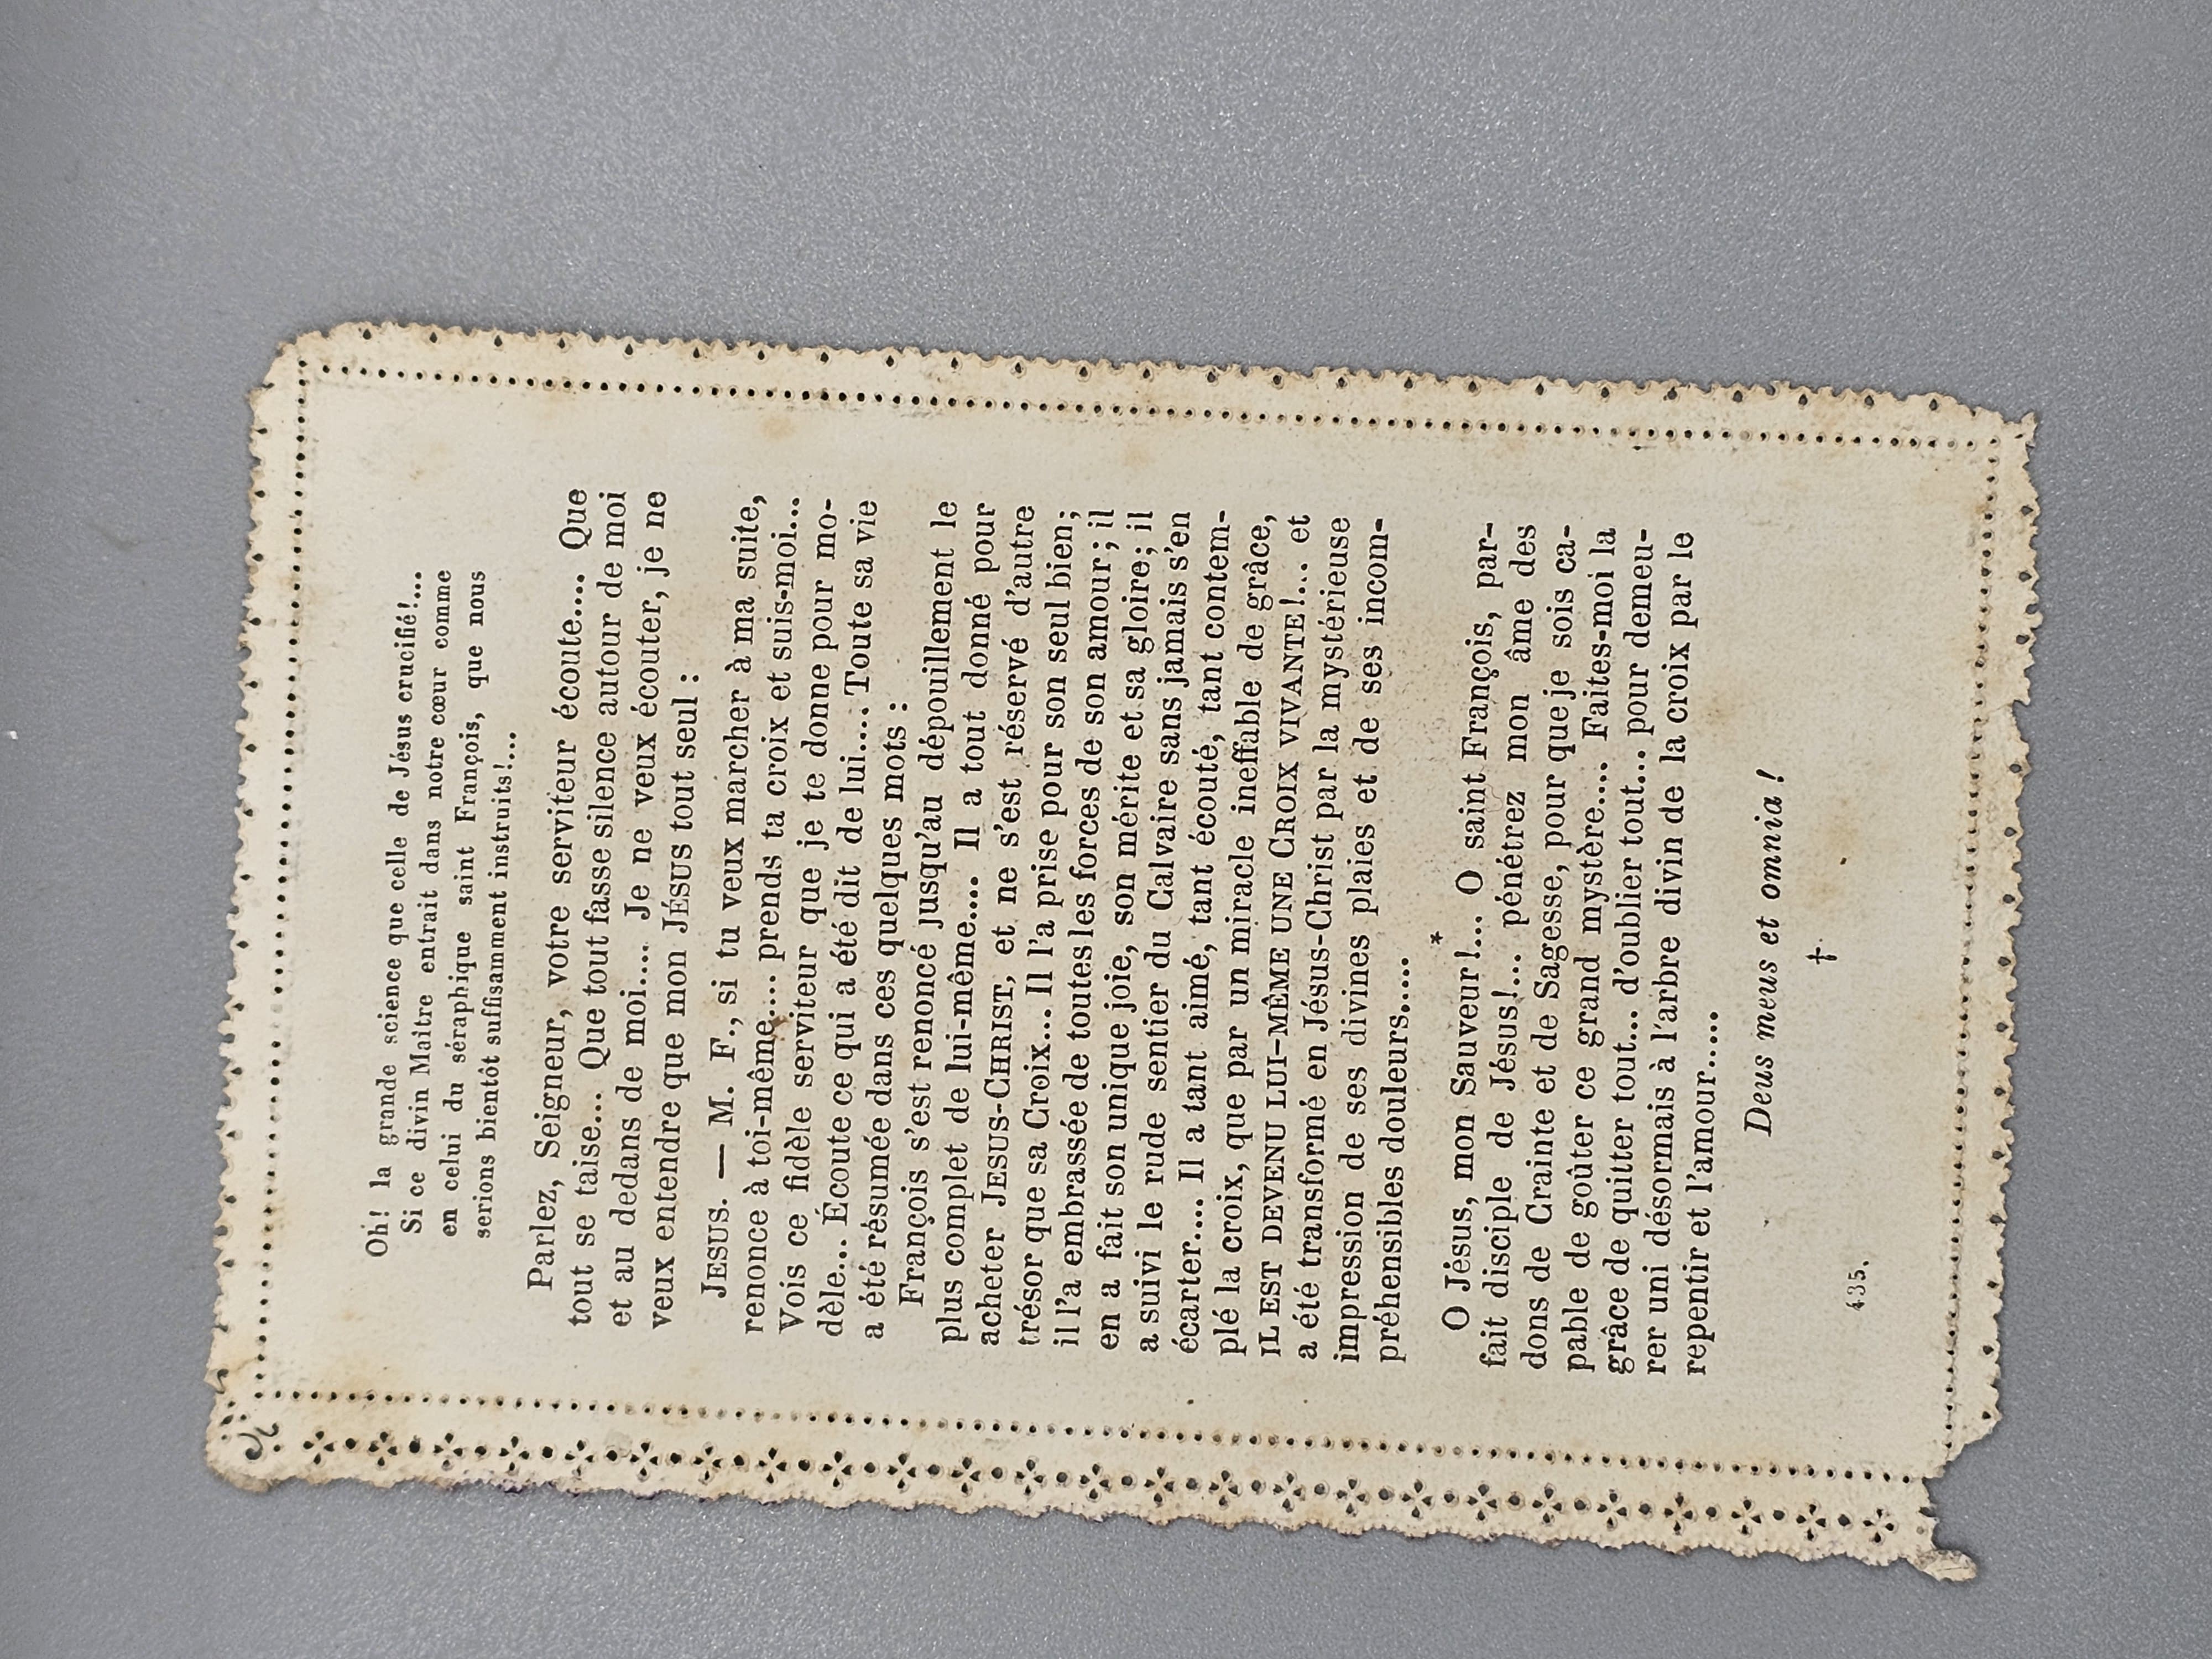 Oh! la grande science que celle de Jésus crucifié!...
Si ce divin Maitre entrait dans notre cœur comme
en celui du séraphique saint François, que nous
serions bientôt suffisamment instruits!...
Parlez, Seigneur, votre serviteur écoute.... Que
tout se taise... Que tout fasse silence autour de moi
et au dedans de moi.... Je ne veux écouter, je ne
veux entendre que mon JÉSUS tout seul :
JESUS. — M. F., si tu veux marcher à ma suite,
renonce à toi-même.... prends ta croix et suis-moi...
Vois ce fidèle serviteur que je te donne pour mo-
dèle... Écoute ce qui a été dit de lui.... Toute sa vie
a été résumée dans ces quelques mots :
François s'est renoncé jusqu'au dépouillement le
plus complet de lui-même.... Il a tout donné pour
acheter JESUS-CHRIST, et ne s'est réservé d'autre
trésor que sa Croix.... Il l'a prise pour son seul bien;
il l'a embrassée de toutes les forces de son amour; il
en a fait son unique joie, son mérite et sa gloire; il
a suivi le rude sentier du Calvaire sans jamais s'en
écarter.... Il a tant aimé, tant écouté, tant contem-
plé la croix, que par un miracle ineffable de grâce,
IL EST DEVENU LUI-MÊME UNE CROIX VIVANTE!... et
a été transformé en Jésus-Christ par la mystérieuse
impression de ses divines plaies et de ses incom-
préhensibles douleurs.....
*
O Jésus, mon Sauveur!... O saint François, par-
fait disciple de Jésus!... pénétrez mon âme des
dons de Crainte et de Sagesse, pour que je sois ca-
pable de goûter ce grand mystère.... Faites-moi la
grâce de quitter tout... d'oublier tout... pour demeu-
rer uni désormais à l'arbre divin de la croix par le
repentir et l'amour.....
Deus meus et omnia!
†
435.